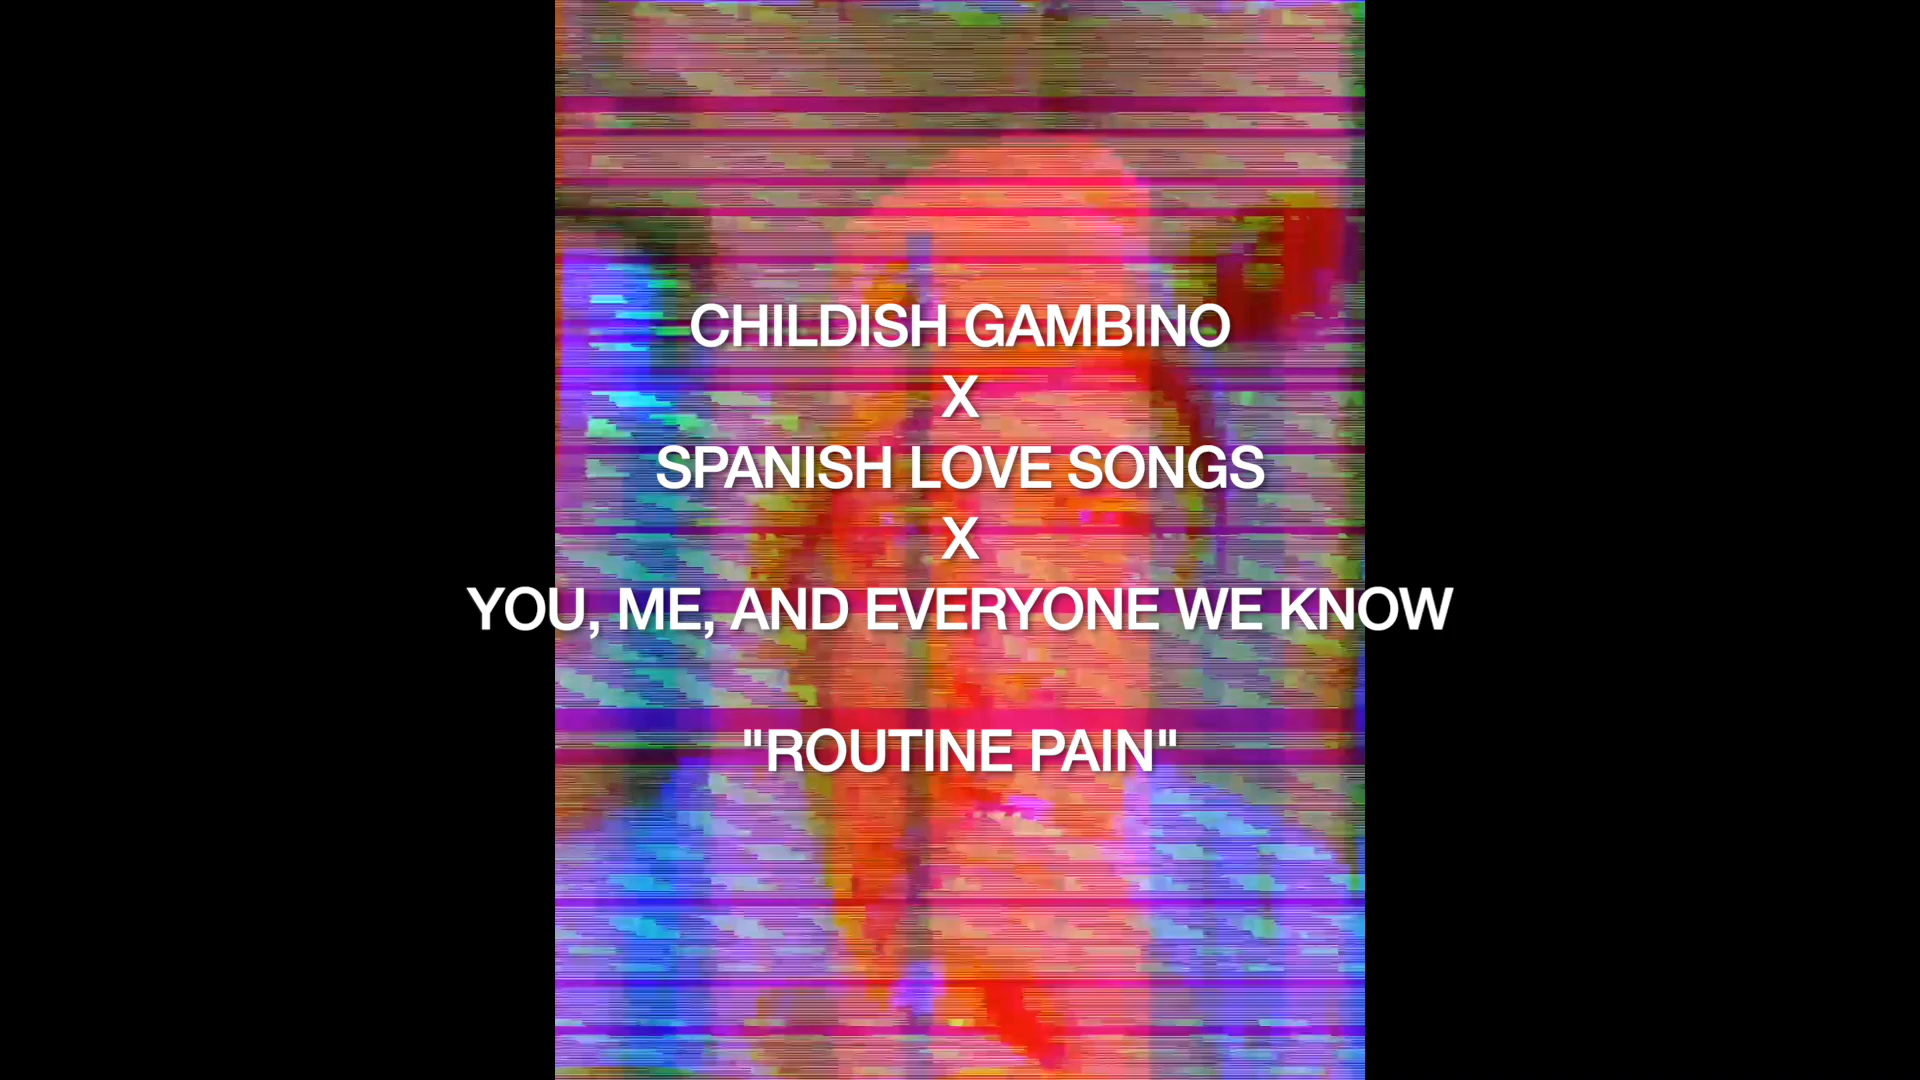 CHILDISH GAMBINO
X
SPANISH LOVE SONGS
X
YOU, ME, AND EVERYONE WE KNOW
"ROUTINE PAIN"